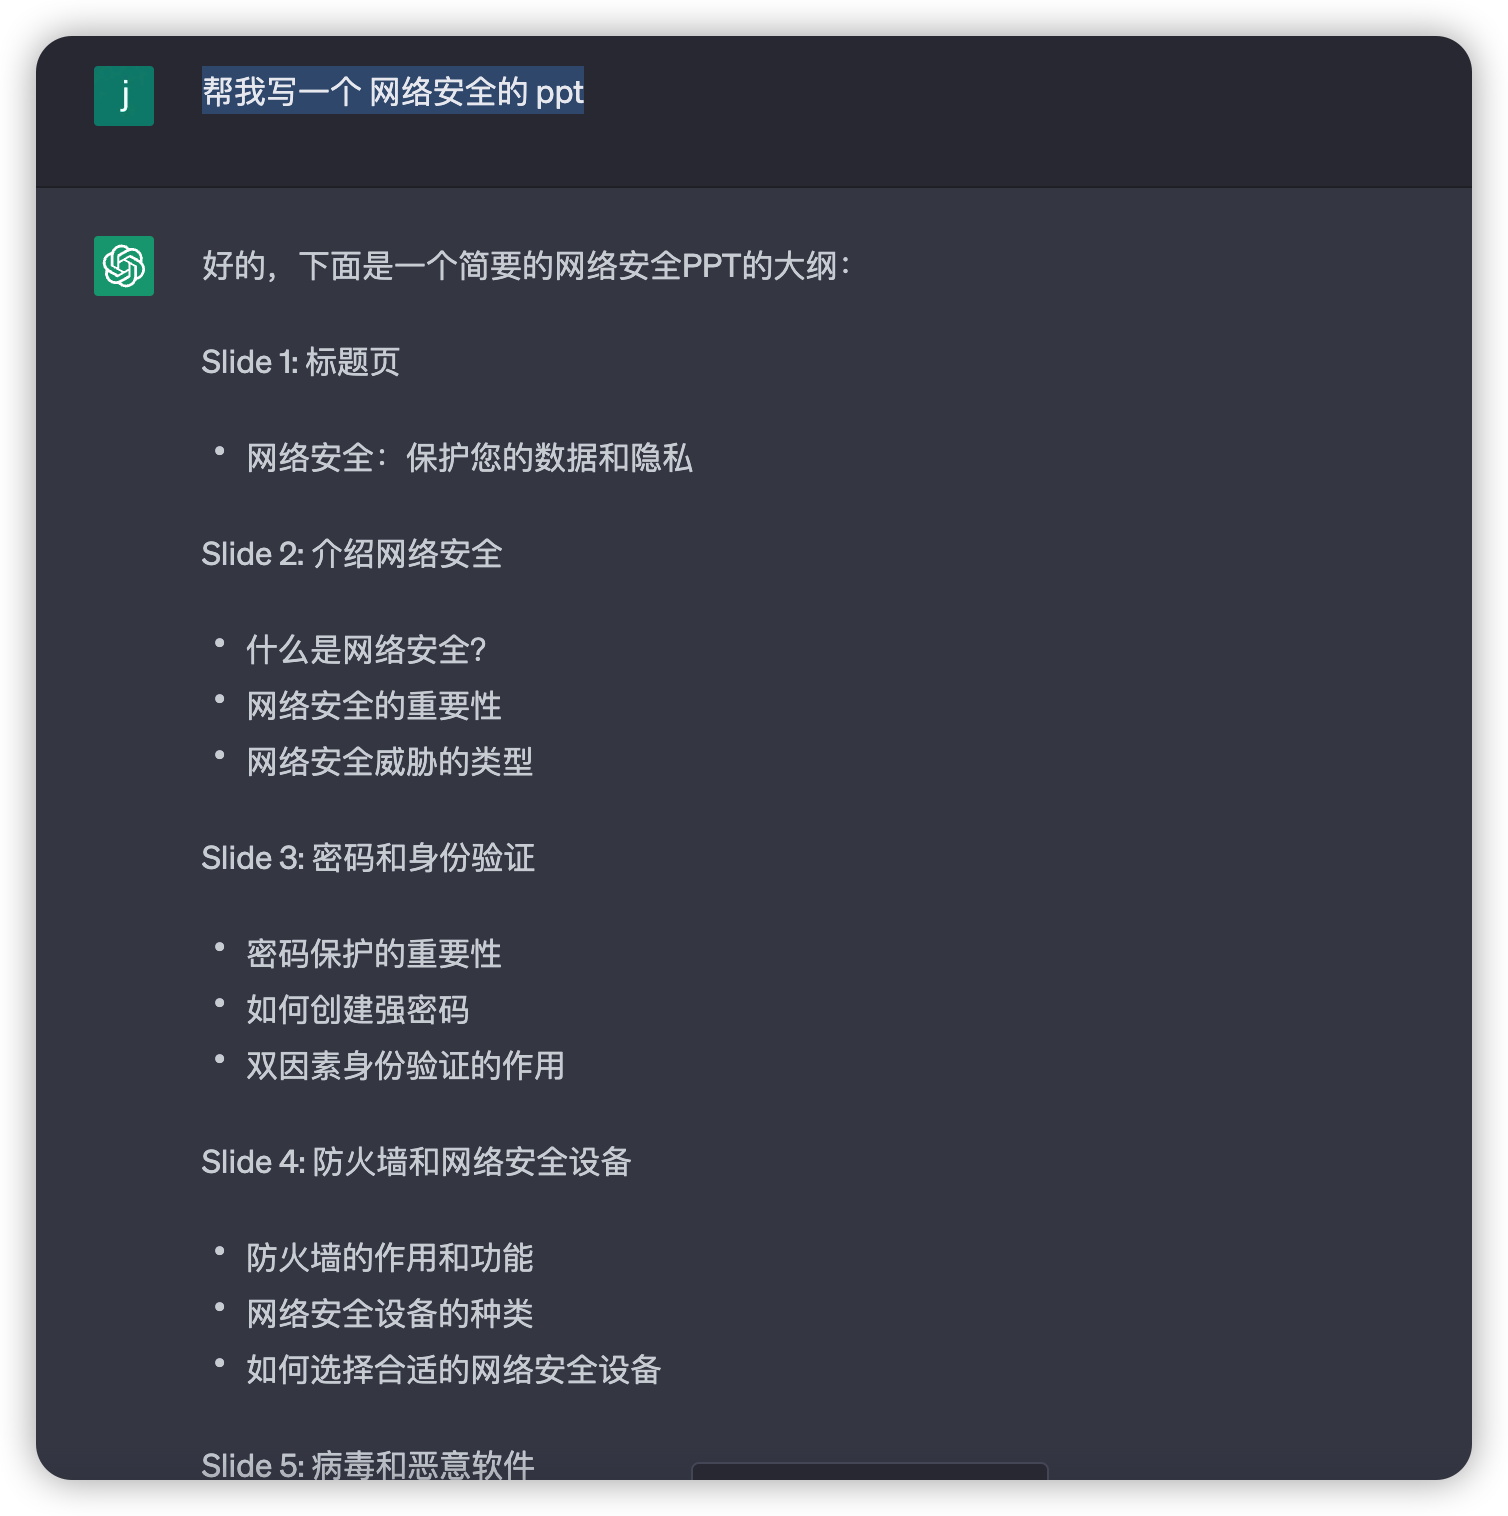 j
帮我写一个 网络安全的 ppt
好的，下面是一个简要的网络安全PPT的大纲：
Slide 1: 标题页
• 网络安全：保护您的数据和隐私
Slide 2: 介绍网络安全
• 什么是网络安全？
• 网络安全的重要性
• 网络安全威胁的类型
Slide 3: 密码和身份验证
• 密码保护的重要性
• 如何创建强密码
• 双因素身份验证的作用
Slide 4: 防火墙和网络安全设备
• 防火墙的作用和功能
• 网络安全设备的种类
• 如何选择合适的网络安全设备
Slide 5: 病毒和恶意软件